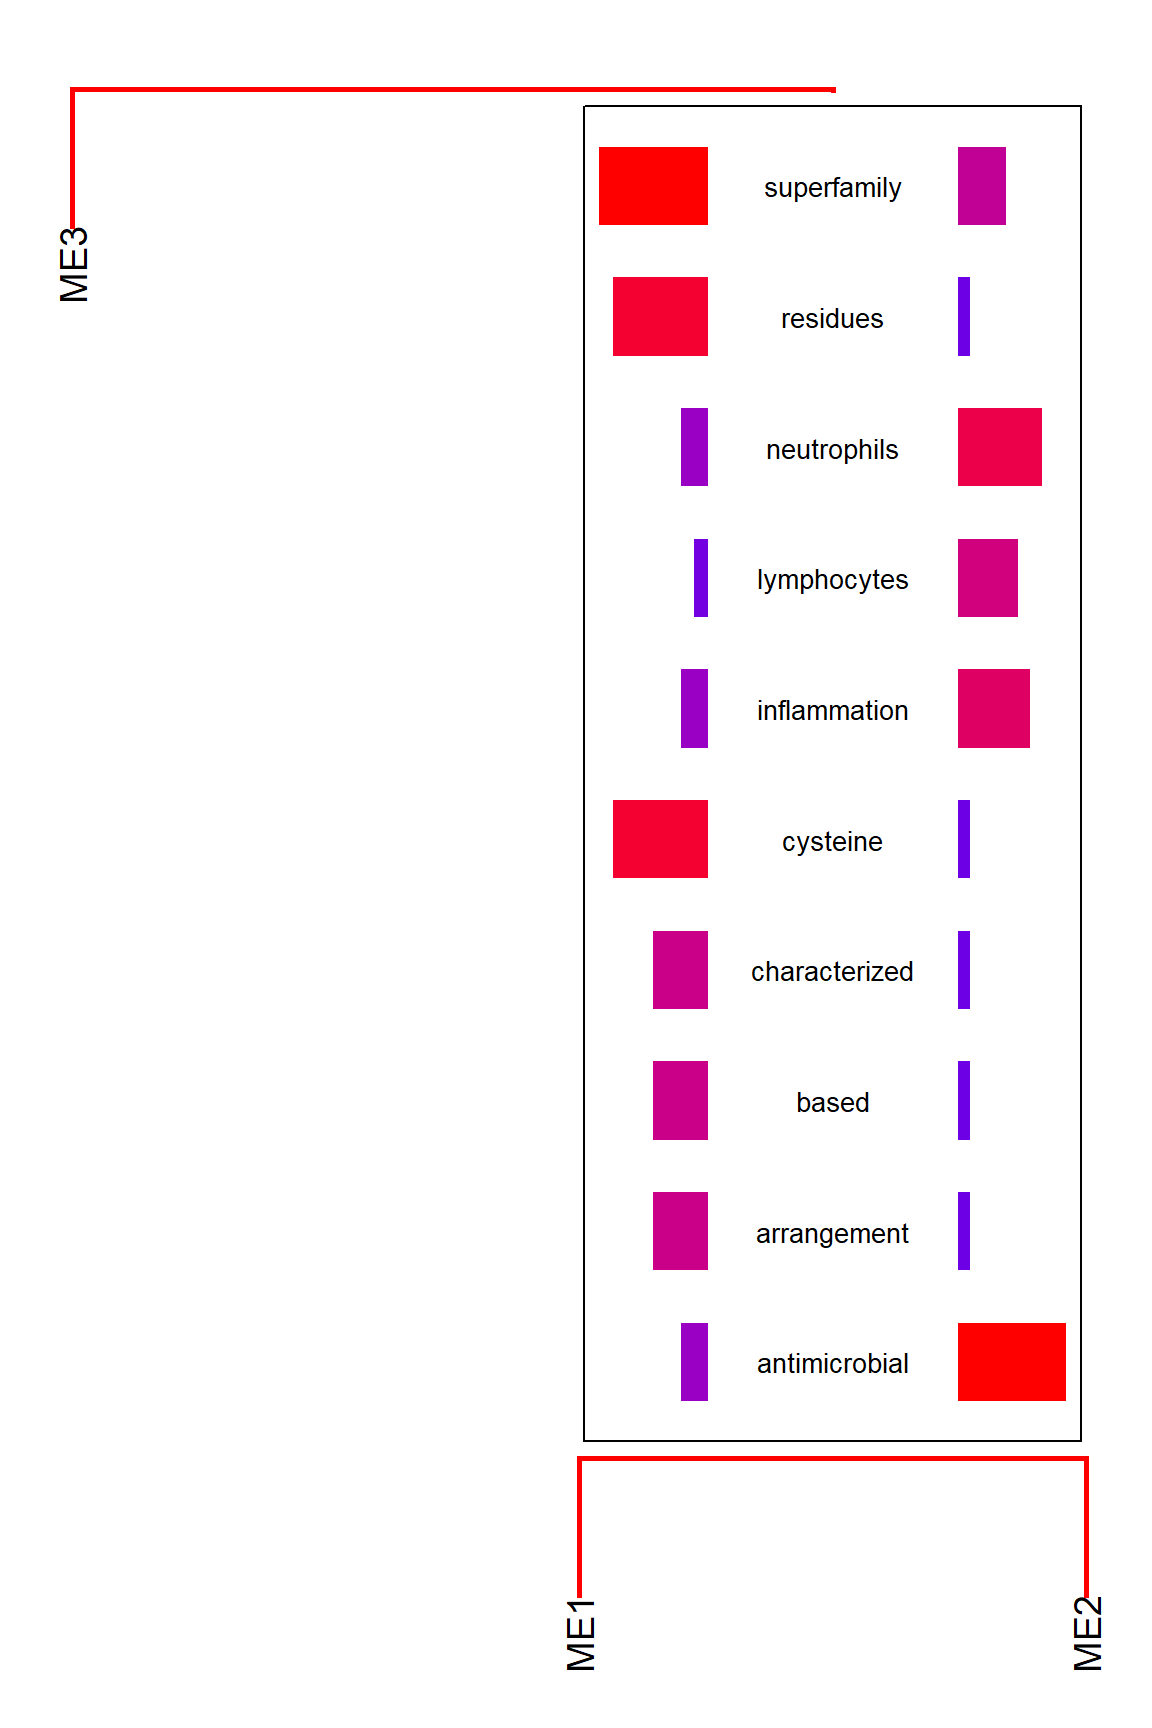 ME3
superfamily
residues
neutrophils
lymphocytes
inflammation
cysteine
characterized
based
arrangement
antimicrobial
ME1
ME2